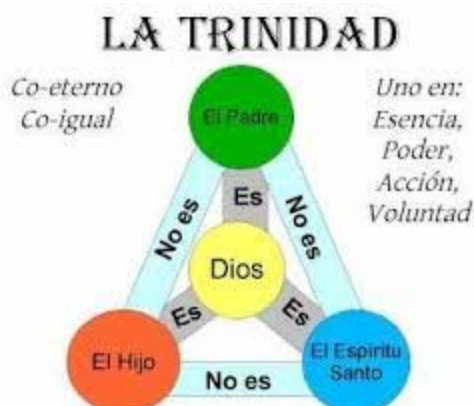 LA TRINIDAD
Co-eterno
Co-igual
Uno en:
Esencia,
Poder,
Acción,
Voluntad
El Padre
Es
No es
No es
Dios
Es
Es
El Hijo
No es
El Espiritu
Santo